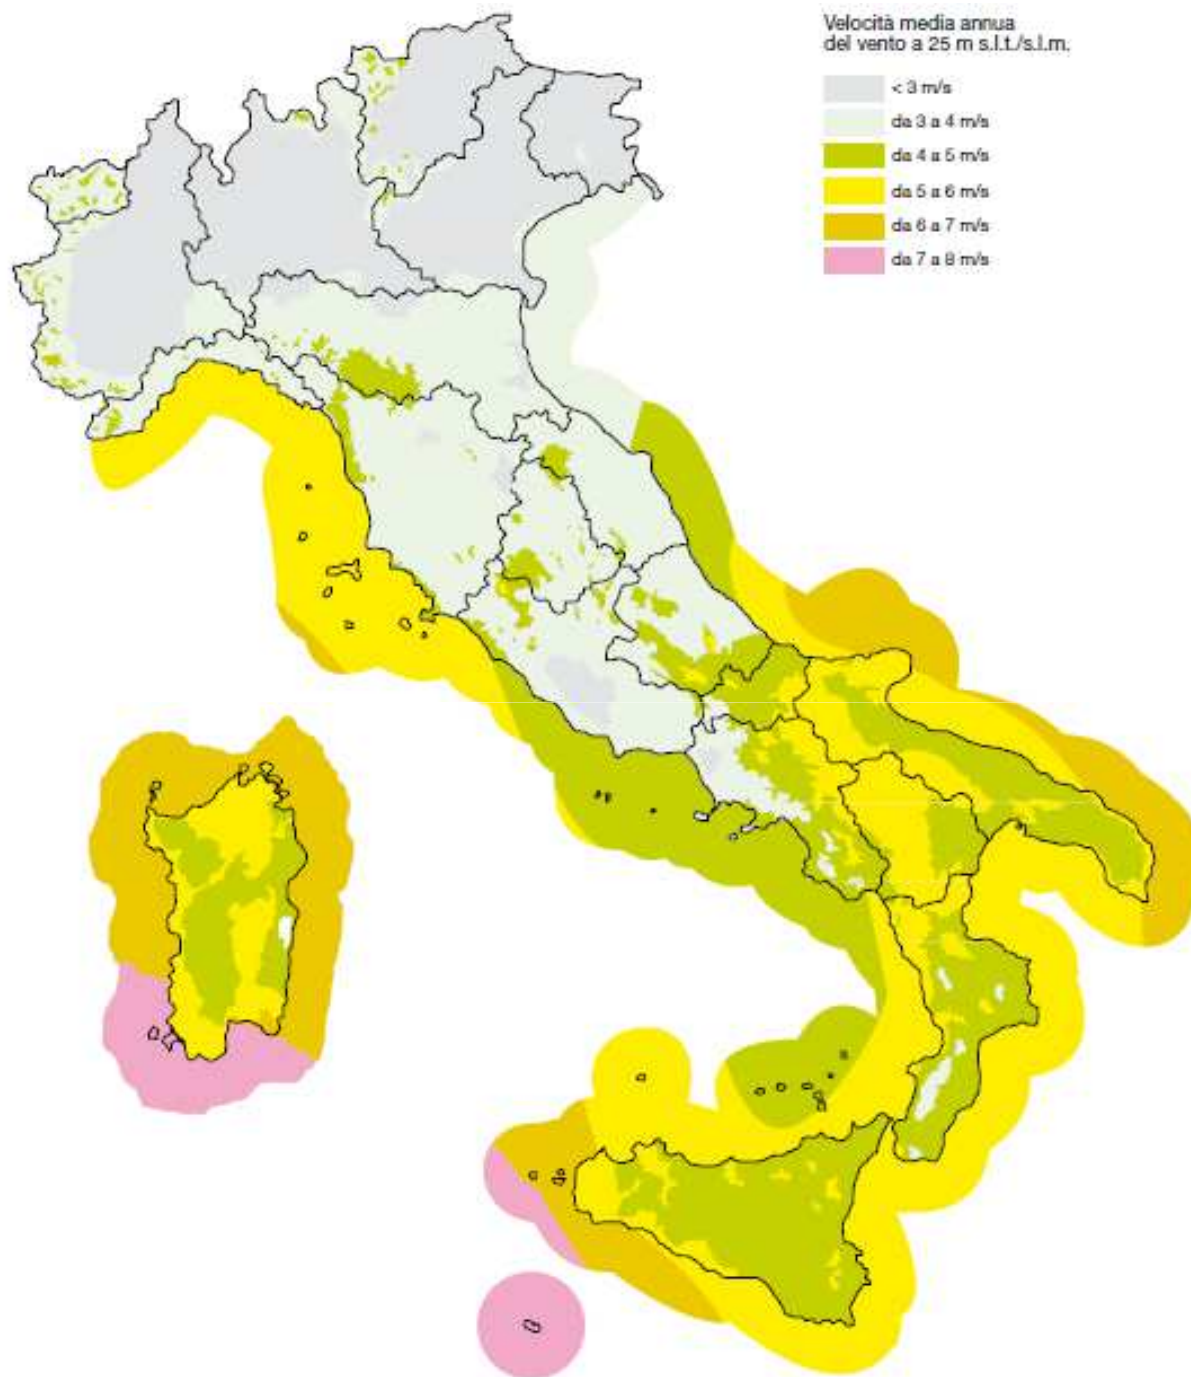 Velocità media annua
del vento a 25 m s.l.t./s.l.m.
< 3 m/s
da 3 a 4 m/s
da 4 a 5 m/s
da 5 a 6 m/s
da 6 a 7 m/s
da 7 a 8 m/s